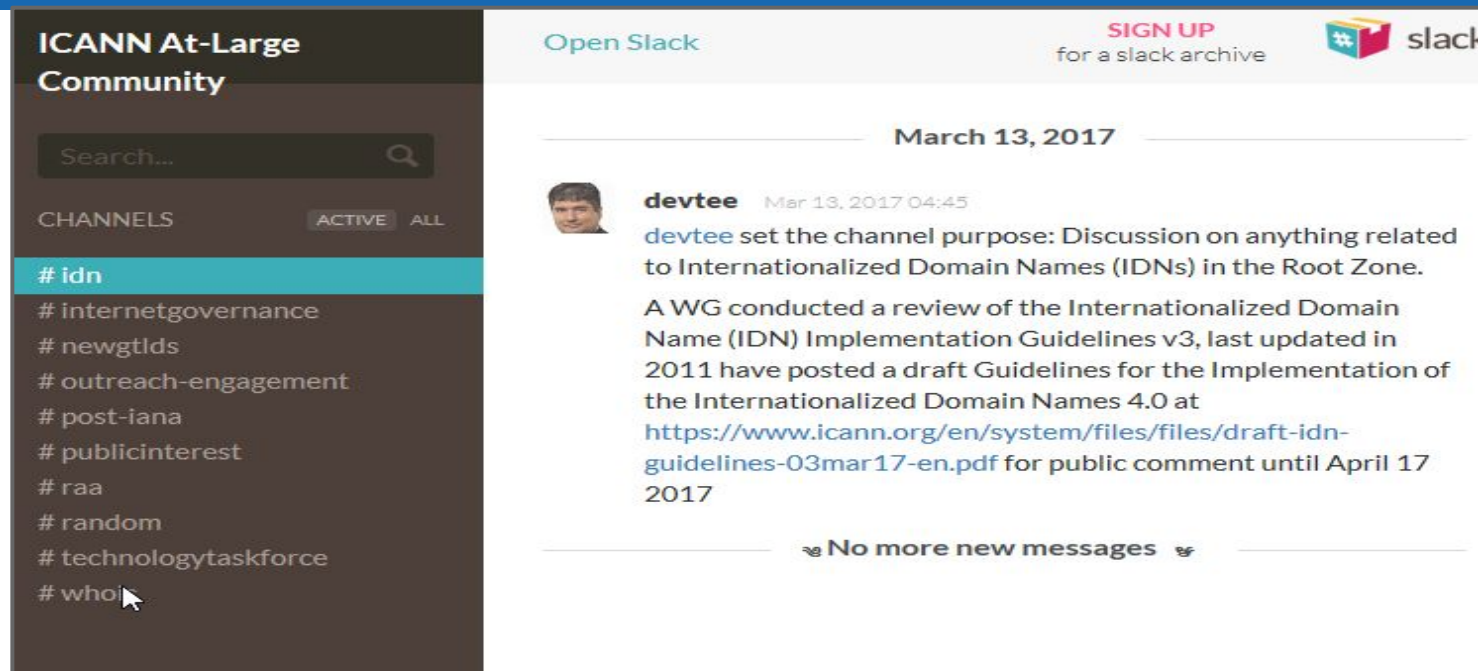 ICANN At-Large
Community
Search...
CHANNELS ACTIVE ALL
# idn
# internetgovernance
# newgtlds
# outreach-engagement
# post-iana
# publicinterest
# raa
# random
# technologytaskforce
# whois
Open Slack
SIGN UP
for a slack archive
# slack
March 13, 2017
devtee Mar 13, 2017 04:45
devtee set the channel purpose: Discussion on anything related
to Internationalized Domain Names (IDNs) in the Root Zone.
A WG conducted a review of the Internationalized Domain
Name (IDN) Implementation Guidelines v3, last updated in
2011 have posted a draft Guidelines for the Implementation of
the Internationalized Domain Names 4.0 at
https://www.icann.org/en/system/files/files/draft-idn-
guidelines-03mar17-en.pdf for public comment until April 17
2017
No more new messages